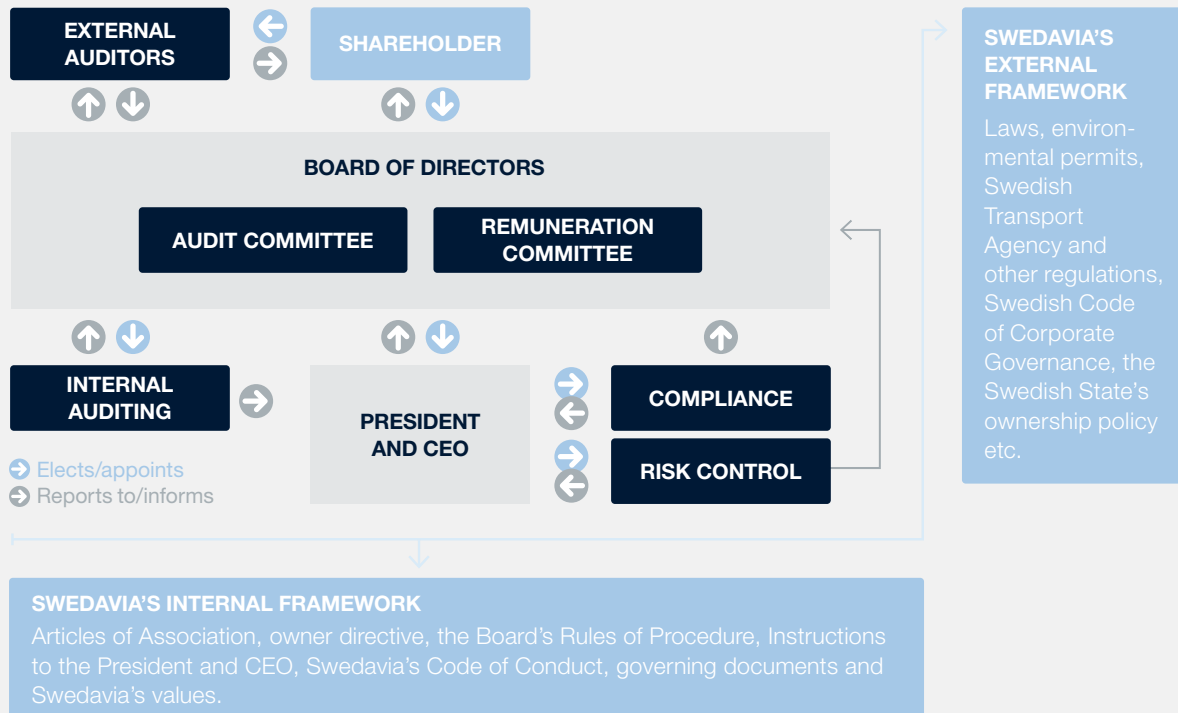 EXTERNAL
AUDITORS
SHAREHOLDER
BOARD OF DIRECTORS
AUDIT COMMITTEE
REMUNERATION
COMMITTEE
INTERNAL
AUDITING
PRESIDENT
AND CEO
COMPLIANCE
RISK CONTROL
Elects/appoints
Reports to/informs
SWEDAVIA’S
EXTERNAL
FRAMEWORK
Laws, environ-
mental permits,
Swedish
Transport
Agency and
other regulations,
Swedish Code
of Corporate
Governance, the
Swedish State’s
ownership policy
etc.
SWEDAVIA’S INTERNAL FRAMEWORK
Articles of Association, owner directive, the Board’s Rules of Procedure, Instructions
to the President and CEO, Swedavia’s Code of Conduct, governing documents and
Swedavia’s values.